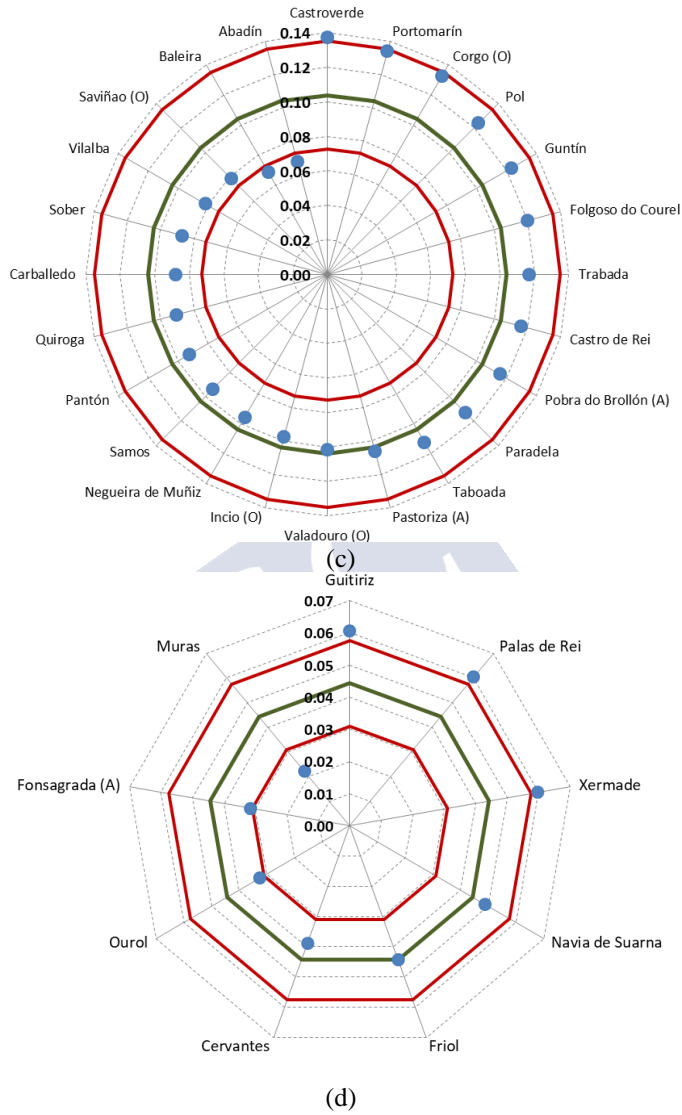 Castroverde
Abadín
Portomarín
Baleira
Corgo (O)
Saviñao (O)
Pol
Vilalba
Guntín
Sober
Folgoso do Courel
Carballedo
Trabada
Quiroga
Castro de Rei
Pantón
Pobra do Brollón (A)
Samos
Paradela
Negueira de Muñiz
Taboada
Incio (O)
Pastoriza (A)
Valadouro (O)
0.14
0.12
0.10
0.08
0.06
0.04
0.02
0.00
(c)
Guitiriz
Muras
Palas de Rei
Fonsagrada (A)
Xermade
Ourol
Navia de Suarna
Cervantes
Friol
0.07
0.06
0.05
0.04
0.03
0.02
0.01
0.00
(d)